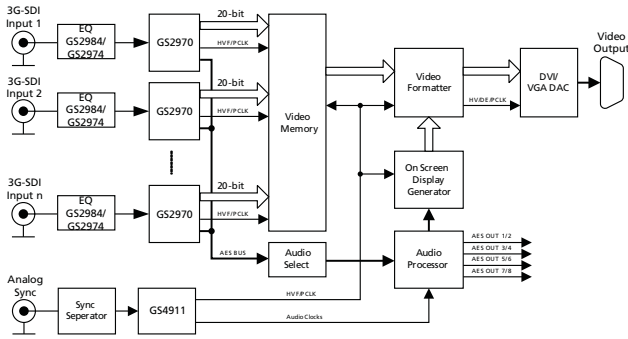 3G-SDI
Input 1
EQ
GS2984/
GS2974
GS2970
20-bit
HVF/PCLK
3G-SDI
Input 2
EQ
GS2984/
GS2974
GS2970
20-bit
HVF/PCLK
3G-SDI
Input n
EQ
GS2984/
GS2974
GS2970
20-bit
HVF/PCLK
AES BUS
Video
Memory
Audio
Select
Video
Formatter
HV/DE/PCLK
DVI/
VGA DAC
Video
Output
On Screen
Display
Generator
Audio
Processor
AES OUT 1/2
AES OUT 3/4
AES OUT 5/6
AES OUT 7/8
Analog
Sync
Sync
Seperator
GS4911
HVF/PCLK
Audio Clocks